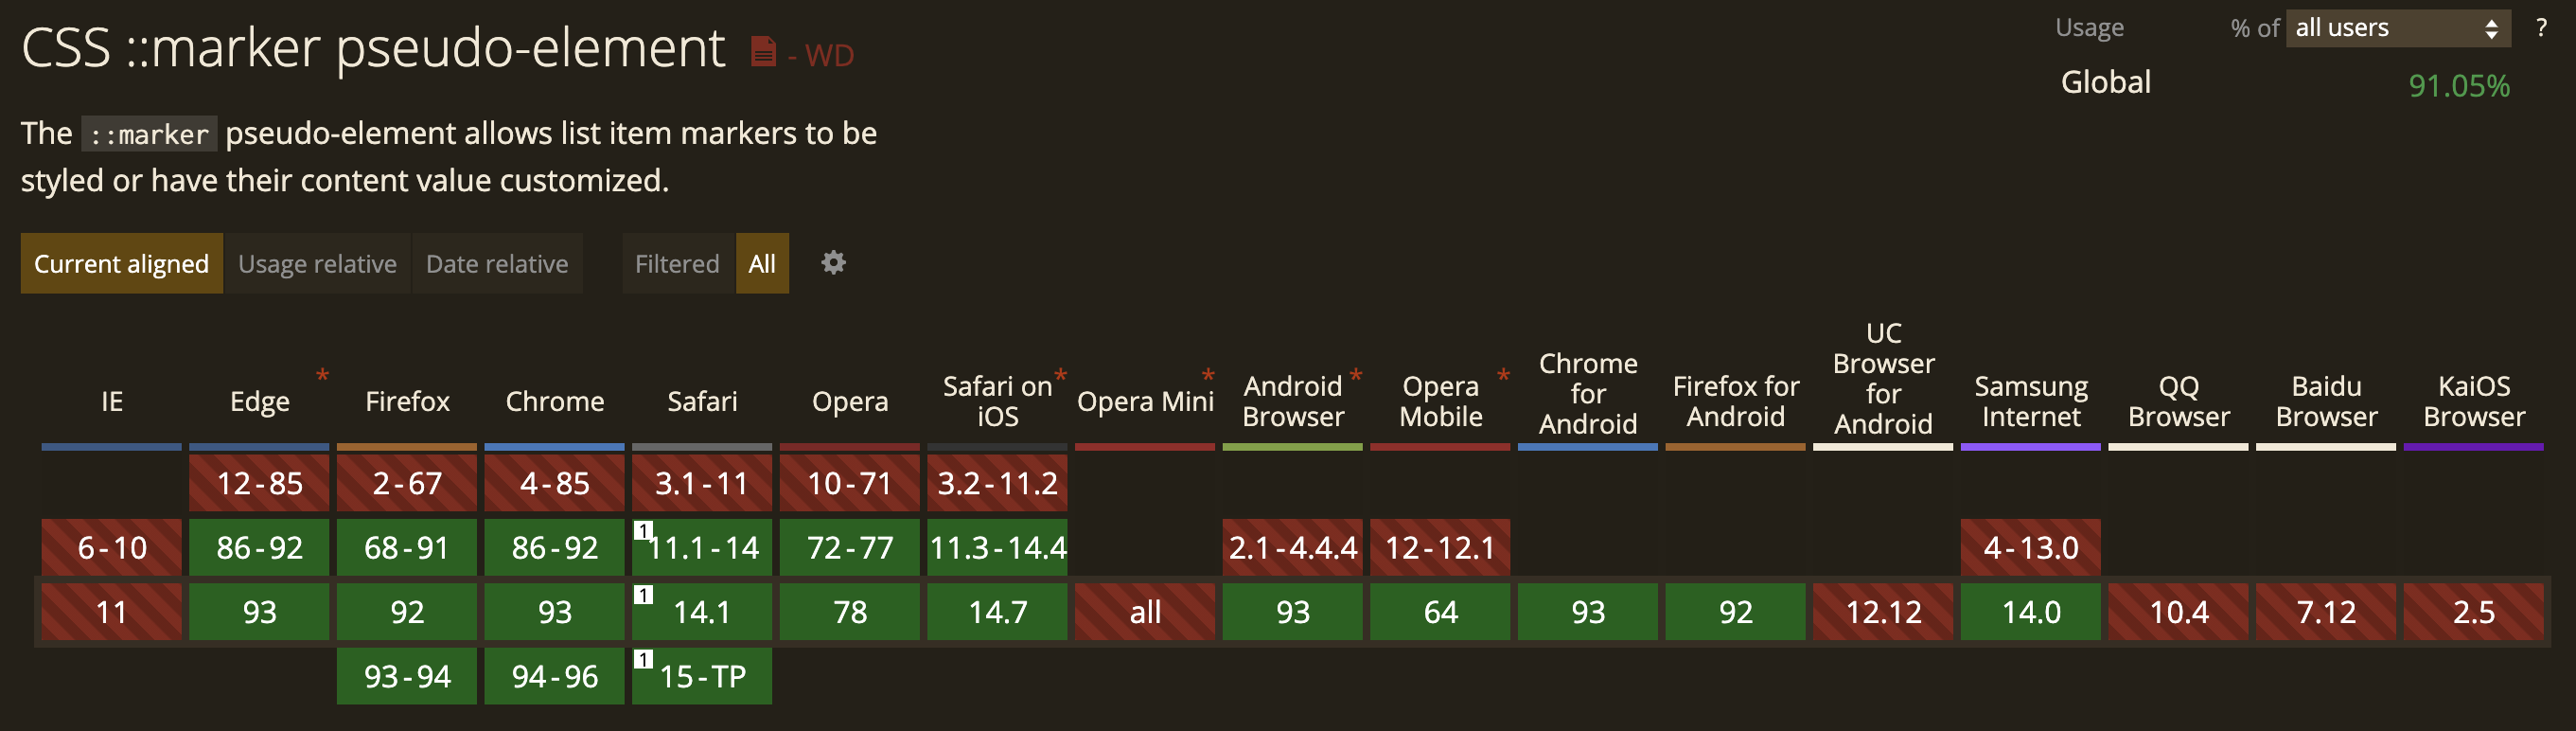 CSS ::marker pseudo-element - WD
Usage % of all users ?
Global 91.05%
The ::marker pseudo-element allows list item markers to be
styled or have their content value customized.
Current aligned Usage relative Date relative Filtered All
IE
Edge *
Firefox
Chrome
Safari
Opera
Safari on *
iOS
Opera Mini *
Android *
Browser
Opera *
Mobile
Chrome
for
Android
Firefox for
Android
UC
Browser
for
Android
Samsung
Internet
QQ
Browser
Baidu
Browser
KaiOS
Browser
12-85 2-67 4-85 3.1-11 10-71 3.2-11.2
6-10 86-92 68-91 86-92 1 11.1-14 72-77 11.3-14.4 2.1-4.4.4 12-12.1 4-13.0
11 93 92 93 1 14.1 78 14.7 all 93 64 93 92 12.12 14.0 10.4 7.12 2.5
93-94 94-96 1 15-TP